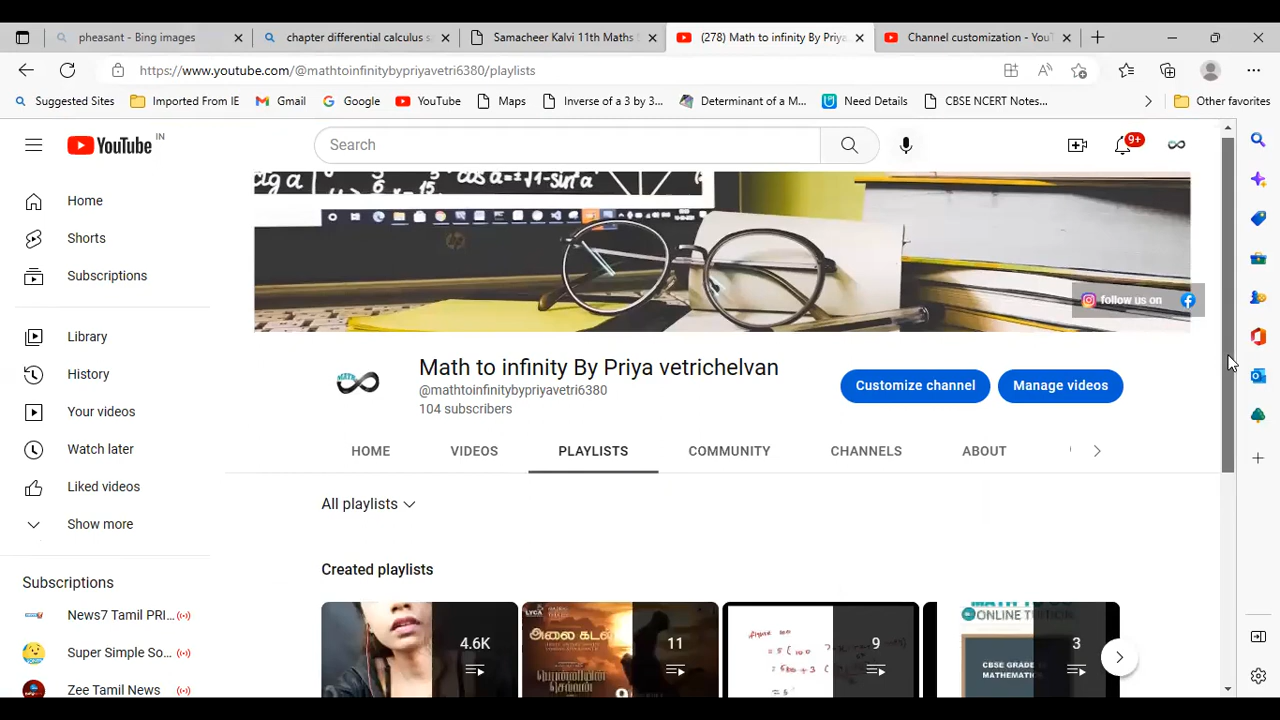 pheasant - Bing images
chapter differential calculus s
Samacheer Kalvi 11th Maths
(278) Math to infinity By Priya
Channel customization - You
https://www.youtube.com/@mathtoinfinitybypriyavetri6380/playlists
Suggested Sites
Imported From IE
Gmail
Google
YouTube
Maps
Inverse of a 3 by 3...
Determinant of a M...
Need Details
CBSE NCERT Notes...
Other favorites
YouTube IN
Search
9+
Home
Shorts
Subscriptions
Library
History
Your videos
Watch later
Liked videos
Show more
Subscriptions
News7 Tamil PRI...
Super Simple So...
Zee Tamil News
follow us on
MATH
Math to infinity By Priya vetrichelvan
@mathtoinfinitybypriyavetri6380
104 subscribers
Customize channel
Manage videos
HOME
VIDEOS
PLAYLISTS
COMMUNITY
CHANNELS
ABOUT
All playlists
Created playlists
4.6K
LYCA
அலை கடல்
பொன்னியின்
செல்வன்
11
9
ONLINE TUITION
CBSE GRADE
MATHEMATICS
3